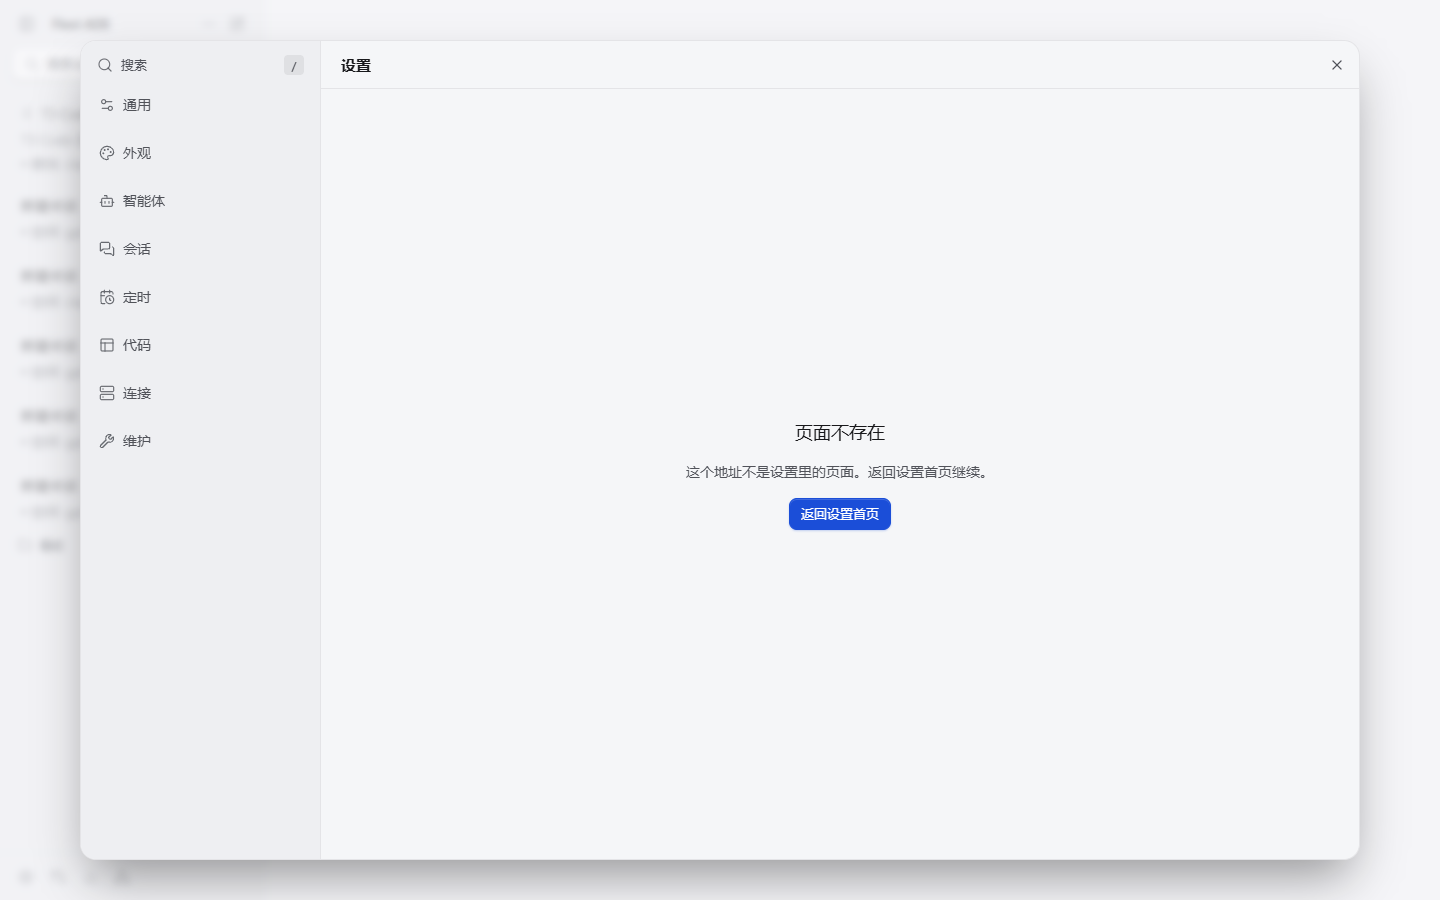 搜索
/
设置
通用
外观
智能体
会话
定时
代码
连接
维护
页面不存在
这个地址不是设置里的页面。返回设置首页继续。
返回设置首页